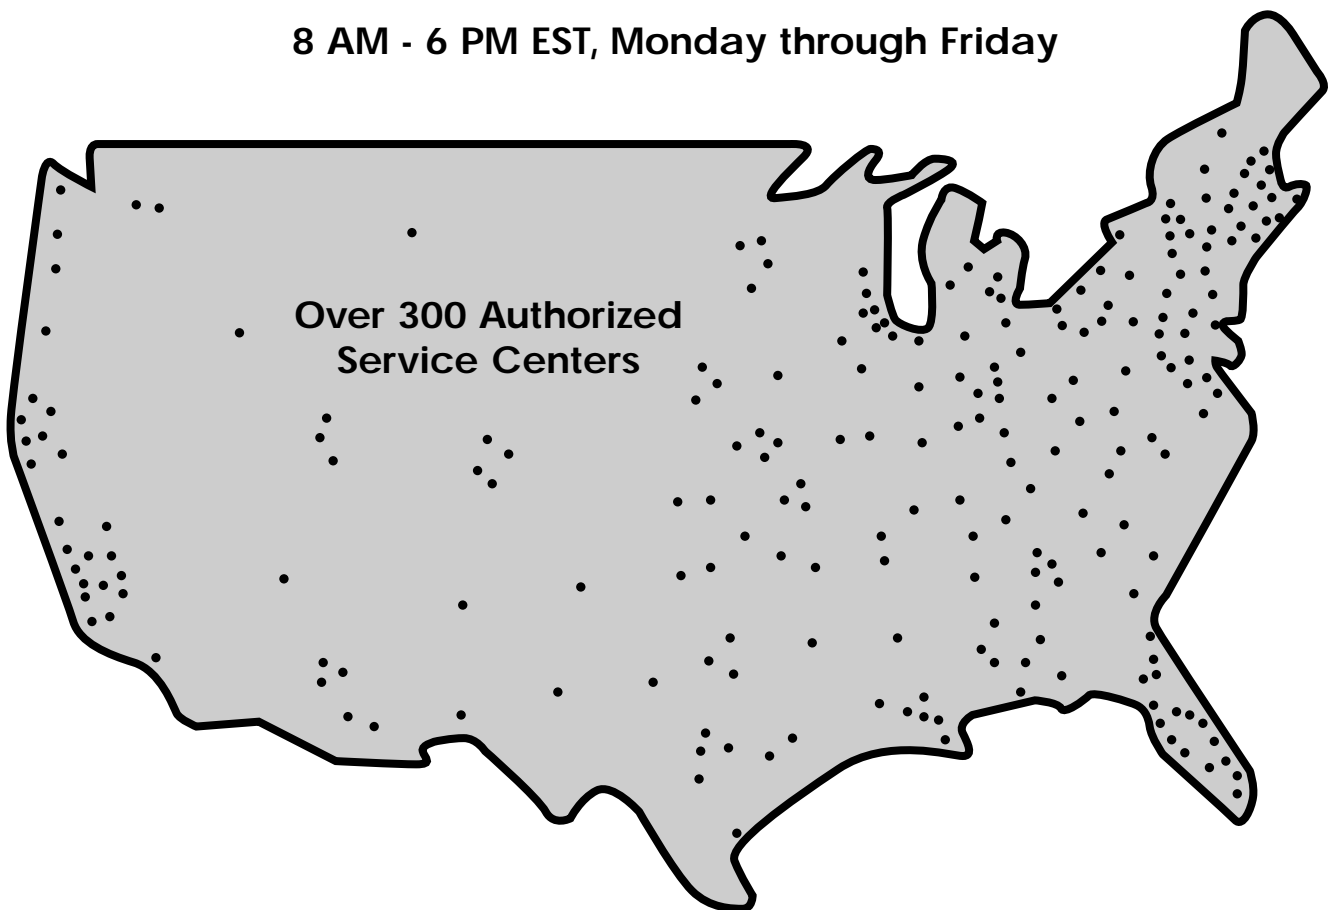 8 AM - 6 PM EST, Monday through Friday
Over 300 Authorized
Service Centers